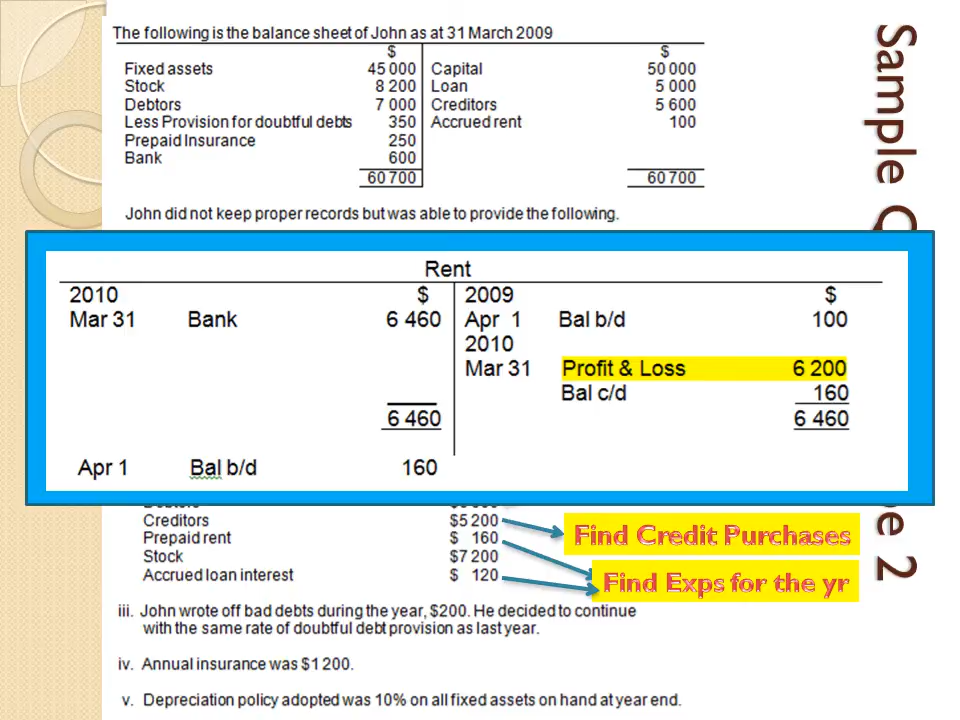 The following is the balance sheet of John as at 31 March 2009
$ $
Fixed assets 45 000 Capital 50 000
Stock 8 200 Loan 5 000
Debtors 7 000 Creditors 5 600
Less Provision for doubtful debts 350 Accrued rent 100
Prepaid Insurance 250
Bank 600
60 700 60 700
John did not keep proper records but was able to provide the following.
Rent
2010 $ 2009 $
Mar 31 Bank 6 460 Apr 1 Bal b/d 100
2010
Mar 31 Profit & Loss 6 200
Bal c/d 160
6 460 6 460
Apr 1 Bal b/d 160
Creditors $5 200
Prepaid rent $ 160
Stock $7 200
Accrued loan interest $ 120
Find Credit Purchases
Find Exps for the yr
iii. John wrote off bad debts during the year, $200. He decided to continue
with the same rate of doubtful debt provision as last year.
iv. Annual insurance was $1 200.
v. Depreciation policy adopted was 10% on all fixed assets on hand at year end.
Sample 2